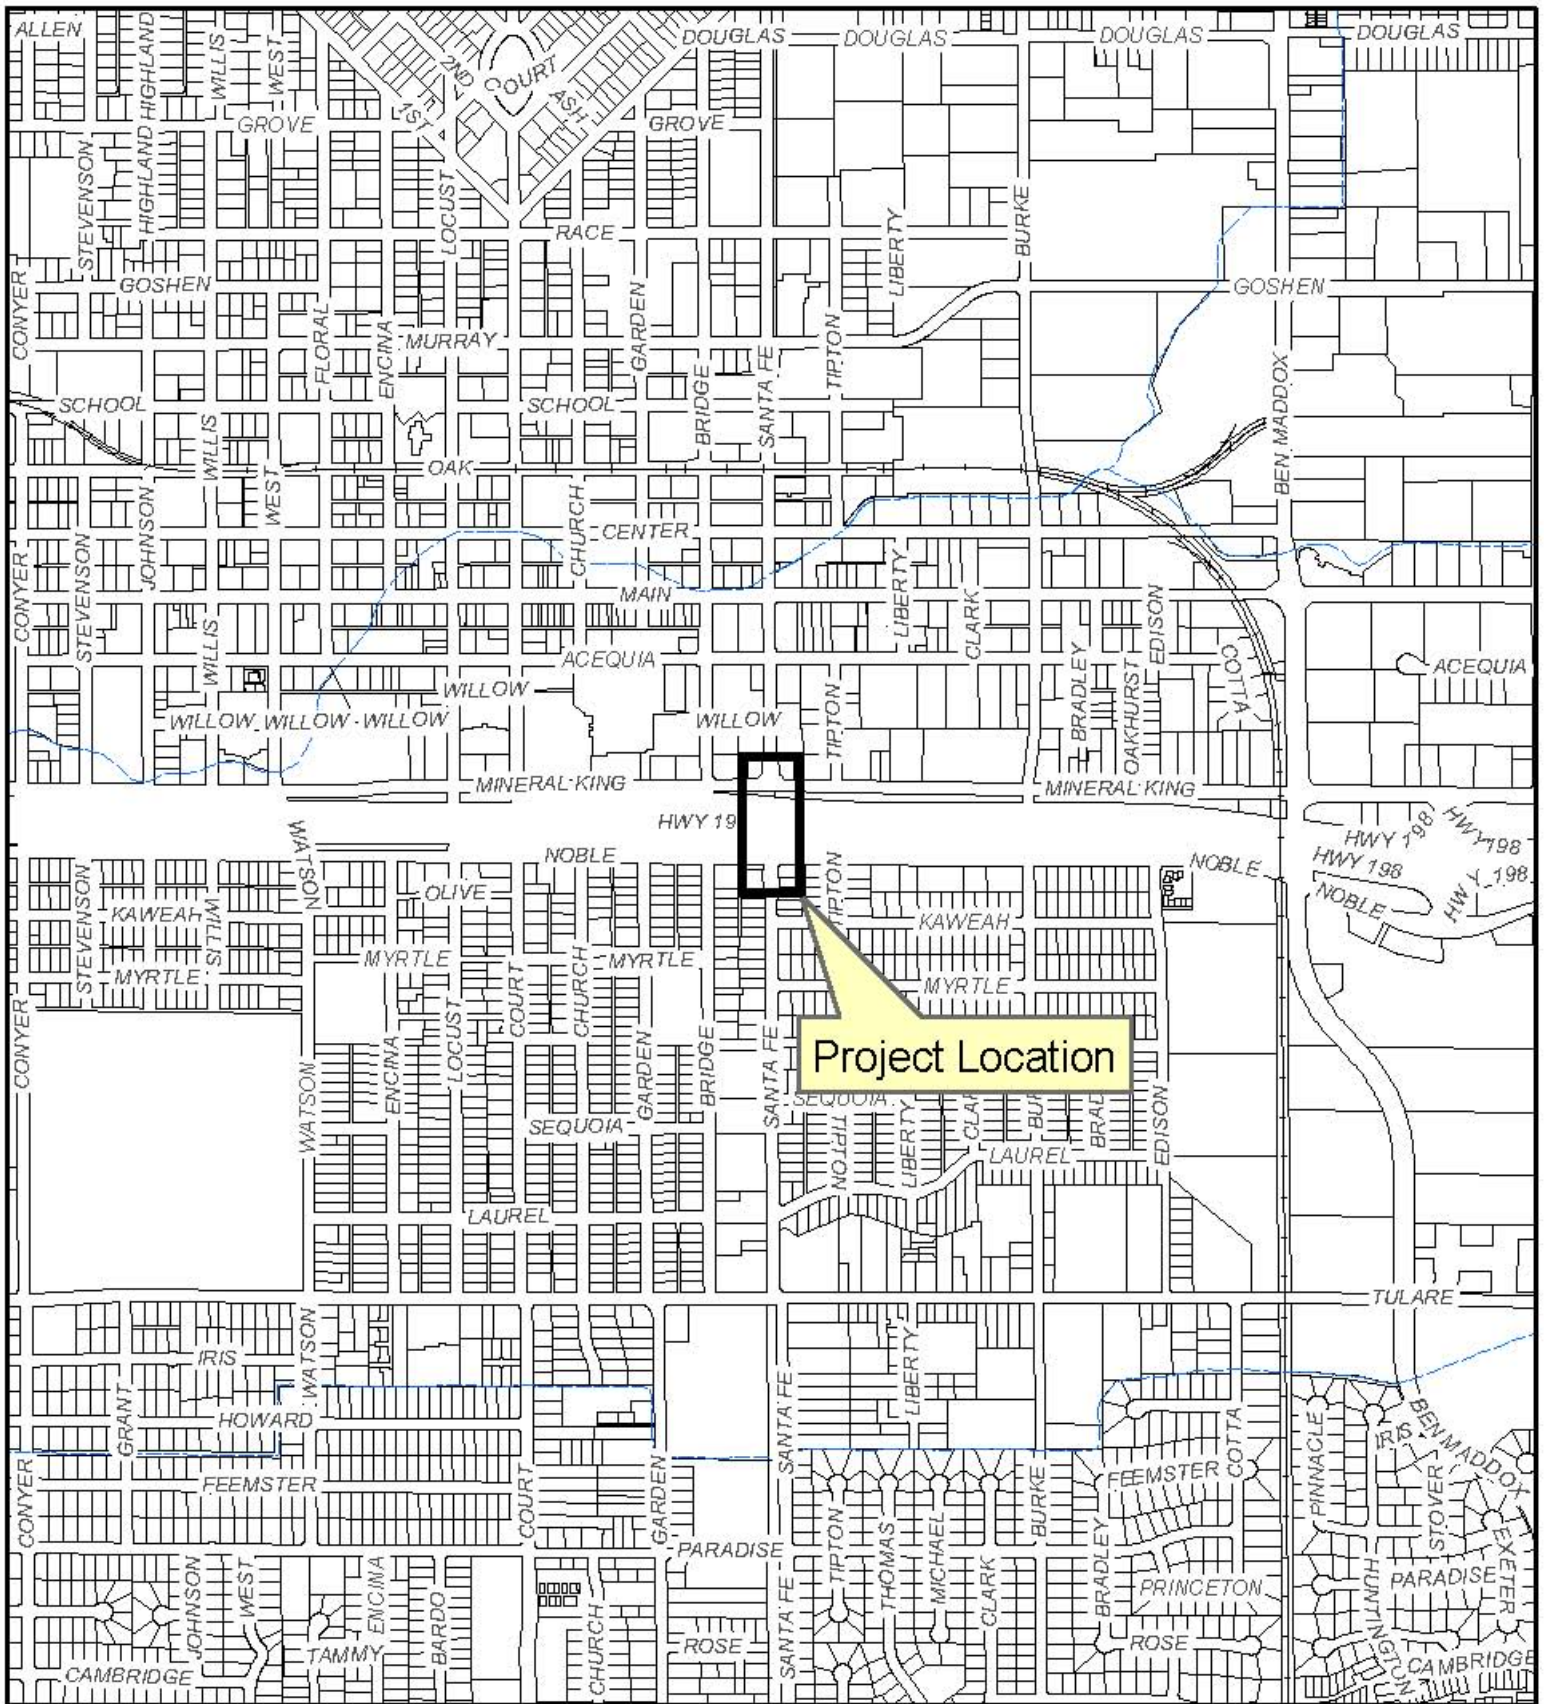 ALLEN
HIGHLAND
HIGHLAND
WILLIS
WEST
2ND
COURT
ASH
1ST
DOUGLAS
DOUGLAS
DOUGLAS
DOUGLAS
GROVE
GROVE
STEVENSON
LOCUST
RACE
LIBERTY
BURKE
CONYER
GOSHEN
GOSHEN
FLORAL
ENCINA
MURRAY
GARDEN
BRIDGE
SANTA FE
TIPTON
BEN MADDOX
SCHOOL
SCHOOL
WILLIS
WEST
OAK
JOHNSON
CHURCH
CENTER
CONYER
STEVENSON
MAIN
LIBERTY
CLARK
EDISON
WILLIS
ACEQUIA
BRADLEY
OAKHURST
COTTA
ACEQUIA
WILLOW
WILLOW
WILLOW
WILLOW
WILLOW
TIPTON
MINERAL KING
MINERAL KING
HWY 19
HWY 198
HWY 198
HWY 198
HWY 198
WATSON
NOBLE
NOBLE
NOBLE
STEVENSON
KAWEAH
WILLIS
OLIVE
TIPTON
KAWEAH
MYRTLE
MYRTLE
MYRTLE
MYRTLE
CONYER
COURT
CHURCH
LOCUST
ENCINA
GARDEN
BRIDGE
SANTA FE
Project Location
WATSON
SEQUOIA
SEQUOIA
TIPTON
LIBERTY
CLAR
BUR
BRAD
EDISON
LAUREL
LAUREL
TULARE
IRIS
WATSON
LIBERTY
GRANT
HOWARD
SANTA FE
COTTA
PINNACLE
IRIS
BEN MADDOX
CONYER
FEEMSTER
COURT
GARDEN
BURKE
FEEMSTER
STOVER
EXETER
PARADISE
TIPTON
THOMAS
MICHAEL
CLARK
BRADLEY
PRINCETON
PARADISE
HUNTINGTON
JOHNSON
WEST
ENCINA
BARDO
CHURCH
SANTA FE
ROSE
ROSE
TAMMY
CAMBRIDGE
CAMBRIDGE